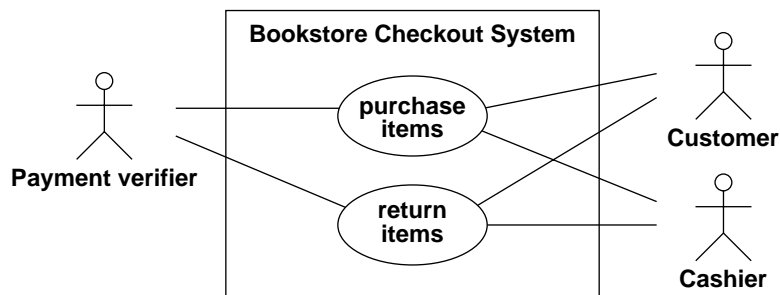 Bookstore Checkout System
purchase
items
Customer
Payment verifier
return
items
Cashier